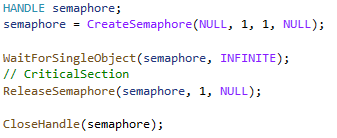 HANDLE semaphore;
semaphore = CreateSemaphore(NULL, 1, 1, NULL);
WaitForSingleObject(semaphore, INFINITE);
// CriticalSection
ReleaseSemaphore(semaphore, 1, NULL);
CloseHandle(semaphore);